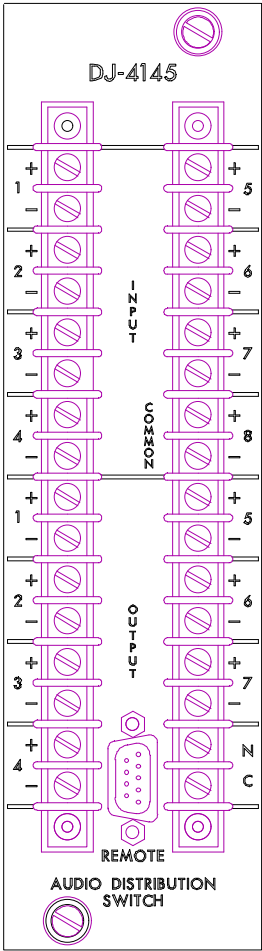 DJ-4145
+ +
1 5
− −
+ +
2 6
− −
INPUT
+ +
3 7
− −
+ +
COMMON
4 8
− −
+ +
1 5
− −
+ +
2 6
− −
OUTPUT
+ +
3 7
− −
+ N
4
− C
REMOTE
AUDIO DISTRIBUTION
SWITCH